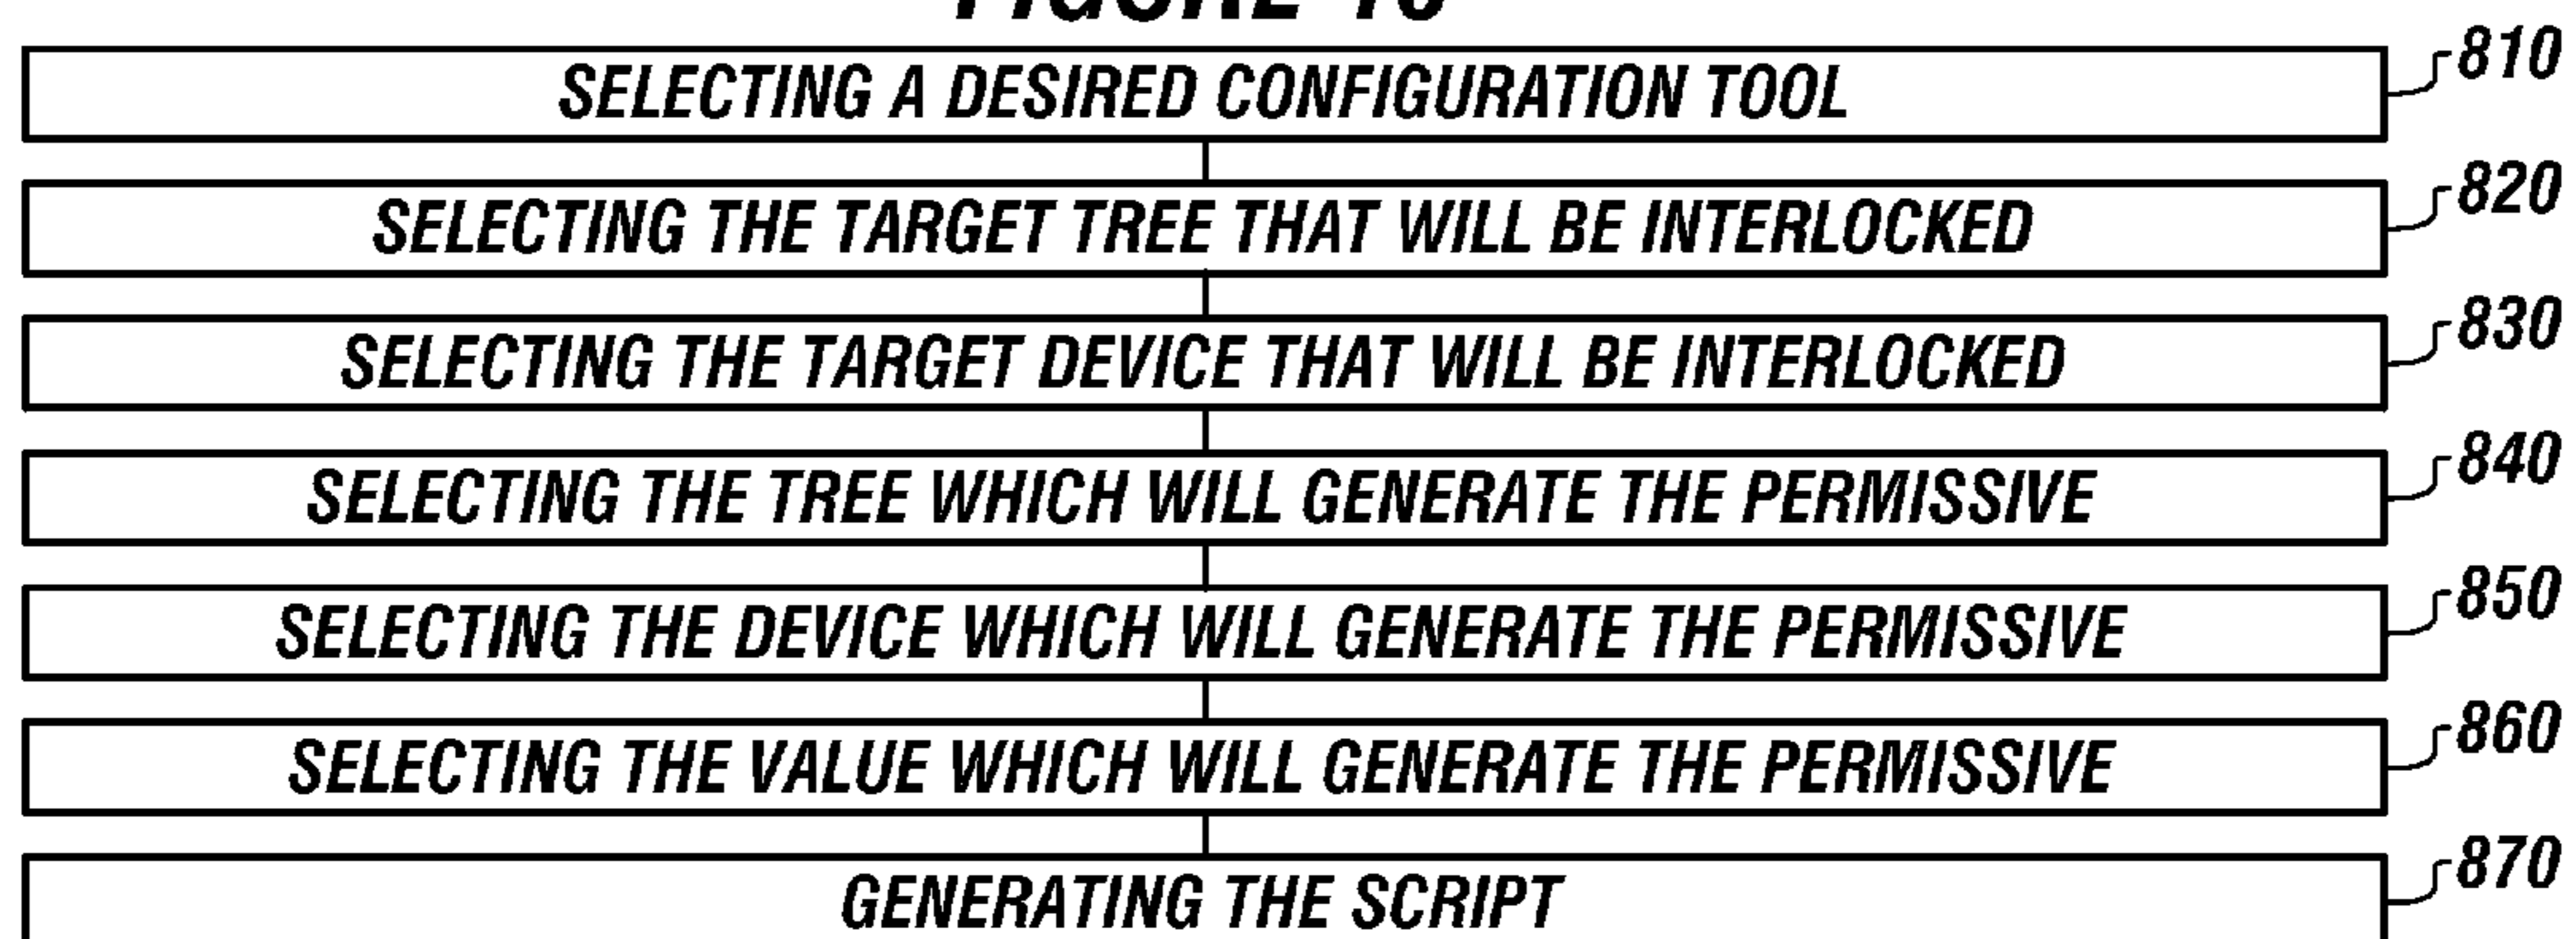 SELECTING A DESIRED CONFIGURATION TOOL 810
SELECTING THE TARGET TREE THAT WILL BE INTERLOCKED 820
SELECTING THE TARGET DEVICE THAT WILL BE INTERLOCKED 830
SELECTING THE TREE WHICH WILL GENERATE THE PERMISSIVE 840
SELECTING THE DEVICE WHICH WILL GENERATE THE PERMISSIVE 850
SELECTING THE VALUE WHICH WILL GENERATE THE PERMISSIVE 860
GENERATING THE SCRIPT 870